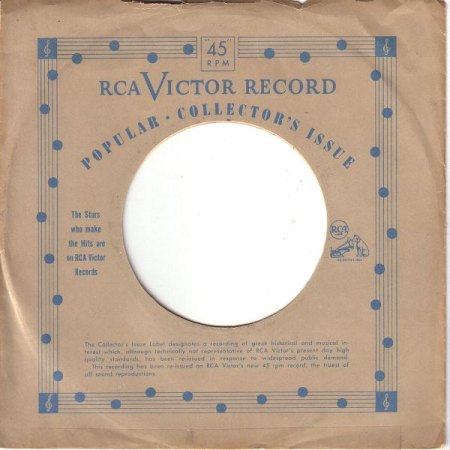 "45"
RPM
RCA VICTOR RECORD
POPULAR · COLLECTOR'S ISSUE
The Stars
who make
the Hits are
on RCA Victor
Records
RCA
The Collector's Issue Label designates a recording of great historical and musical in-
terest which, although technically not representative of RCA Victor's present day high
quality standards, has been re-issued in response to widespread public demand.
This recording has been re-issued on RCA Victor's new 45 rpm record, the truest of
all sound reproductions.